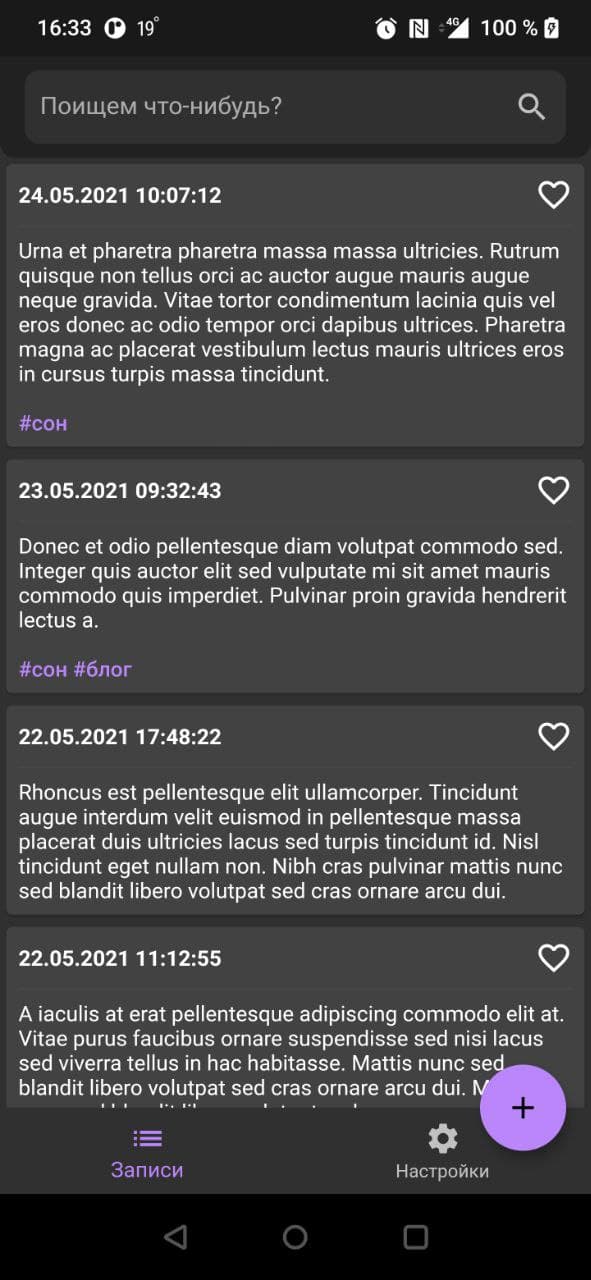 16:33 19° 4G 100 %
Поищем что-нибудь?
24.05.2021 10:07:12
Urna et pharetra pharetra massa massa ultricies. Rutrum
quisque non tellus orci ac auctor augue mauris augue
neque gravida. Vitae tortor condimentum lacinia quis vel
eros donec ac odio tempor orci dapibus ultrices. Pharetra
magna ac placerat vestibulum lectus mauris ultrices eros
in cursus turpis massa tincidunt.
#сон
23.05.2021 09:32:43
Donec et odio pellentesque diam volutpat commodo sed.
Integer quis auctor elit sed vulputate mi sit amet mauris
commodo quis imperdiet. Pulvinar proin gravida hendrerit
lectus a.
#сон #блог
22.05.2021 17:48:22
Rhoncus est pellentesque elit ullamcorper. Tincidunt
augue interdum velit euismod in pellentesque massa
placerat duis ultricies lacus sed turpis tincidunt id. Nisl
tincidunt eget nullam non. Nibh cras pulvinar mattis nunc
sed blandit libero volutpat sed cras ornare arcu dui.
22.05.2021 11:12:55
A iaculis at erat pellentesque adipiscing commodo elit at.
Vitae purus faucibus ornare suspendisse sed nisi lacus
sed viverra tellus in hac habitasse. Mattis nunc sed
blandit libero volutpat sed cras ornare arcu dui.
Записи
Настройки